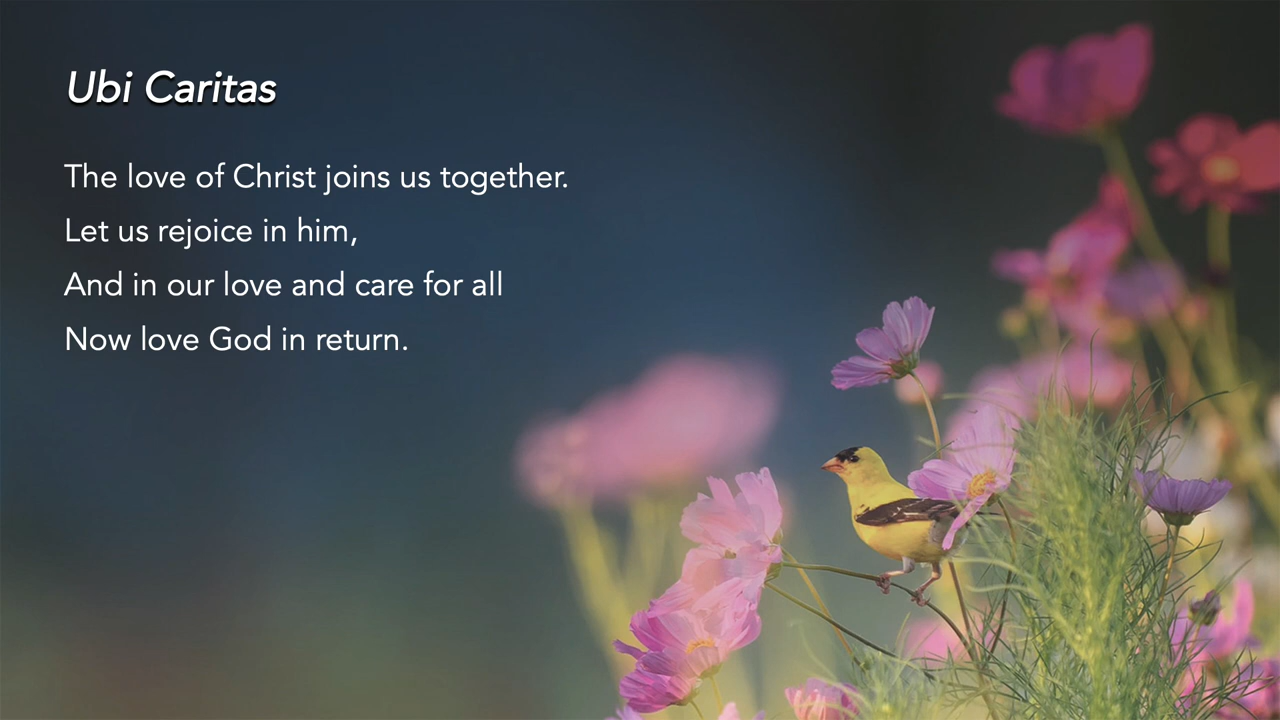 Ubi Caritas
The love of Christ joins us together.
Let us rejoice in him,
And in our love and care for all
Now love God in return.